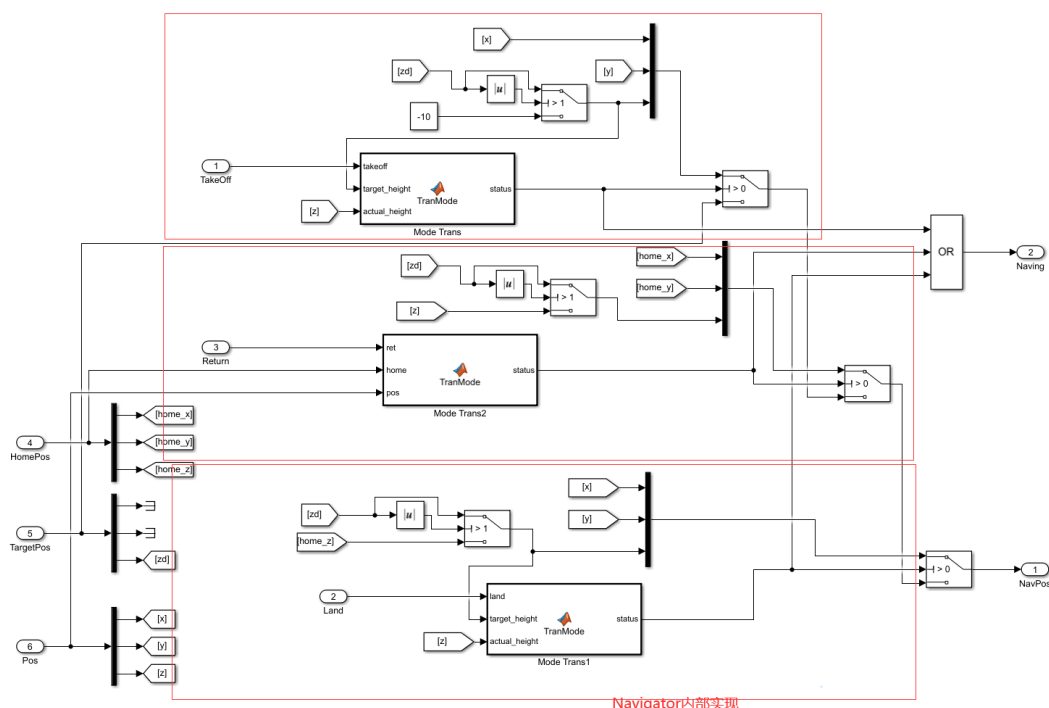 [x]
[zd]
[y]
|u|
> 1
-10
1
TakeOff
takeoff
target_height
actual_height
status
TranMode
[z]
Mode Trans
> 0
OR
2
Naving
[zd]
|u|
> 1
[home_x]
[home_y]
[z]
3
Return
ret
home
pos
status
TranMode
Mode Trans2
> 0
4
HomePos
[home_x]
[home_y]
[home_z]
5
TargetPos
[zd]
6
Pos
[x]
[y]
[z]
[zd]
|u|
> 1
[home_z]
[x]
[y]
2
Land
land
target_height
actual_height
status
TranMode
[z]
Mode Trans1
> 0
1
NavPos
Navigator内部实现